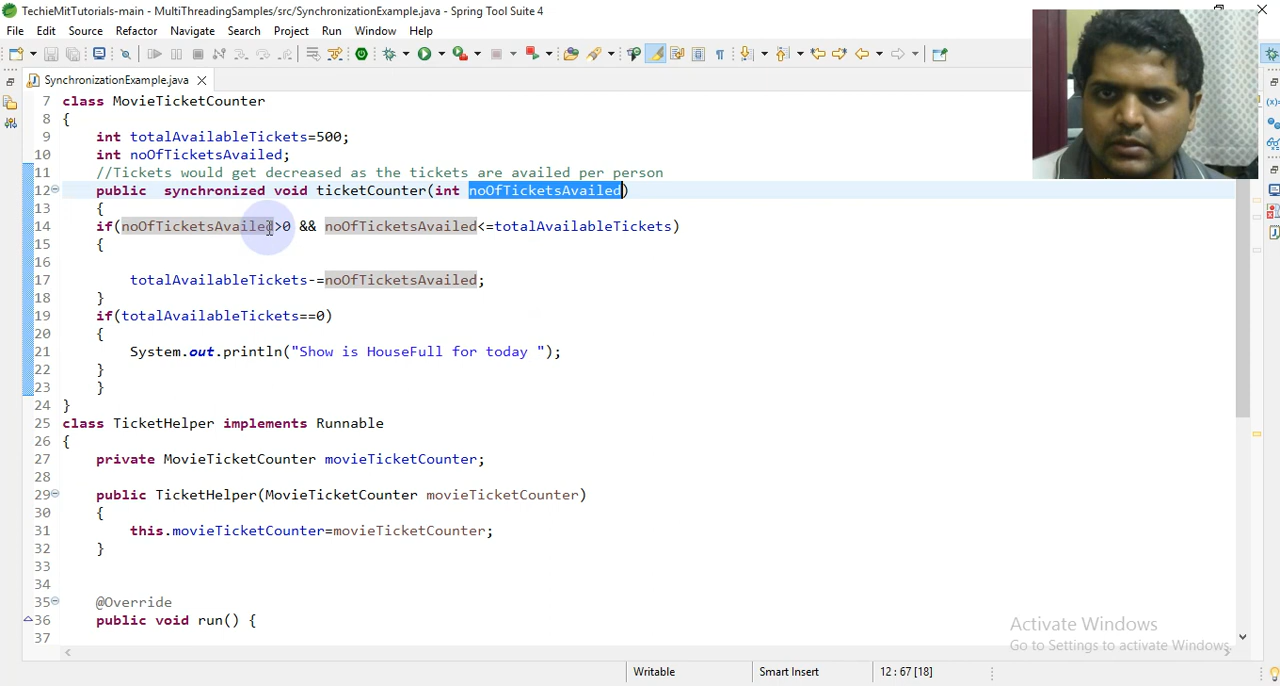 TechieMitTutorials-main - MultiThreadingSamples/src/SynchronizationExample.java - Spring Tool Suite 4
File Edit Source Refactor Navigate Search Project Run Window Help
SynchronizationExample.java
7 class MovieTicketCounter
8 {
9 int totalAvailableTickets=500;
10 int noOfTicketsAvailed;
11 //Tickets would get decreased as the tickets are availed per person
12 public synchronized void ticketCounter(int noOfTicketsAvailed)
13 {
14 if(noOfTicketsAvailed>0 && noOfTicketsAvailed<=totalAvailableTickets)
15 {
16
17 totalAvailableTickets-=noOfTicketsAvailed;
18 }
19 if(totalAvailableTickets==0)
20 {
21 System.out.println("Show is HouseFull for today ");
22 }
23 }
24 }
25 class TicketHelper implements Runnable
26 {
27 private MovieTicketCounter movieTicketCounter;
28
29 public TicketHelper(MovieTicketCounter movieTicketCounter)
30 {
31 this.movieTicketCounter=movieTicketCounter;
32 }
33
34
35 @Override
36 public void run() {
37
Activate Windows
Go to Settings to activate Windows.
Writable Smart Insert 12 : 67 [18]